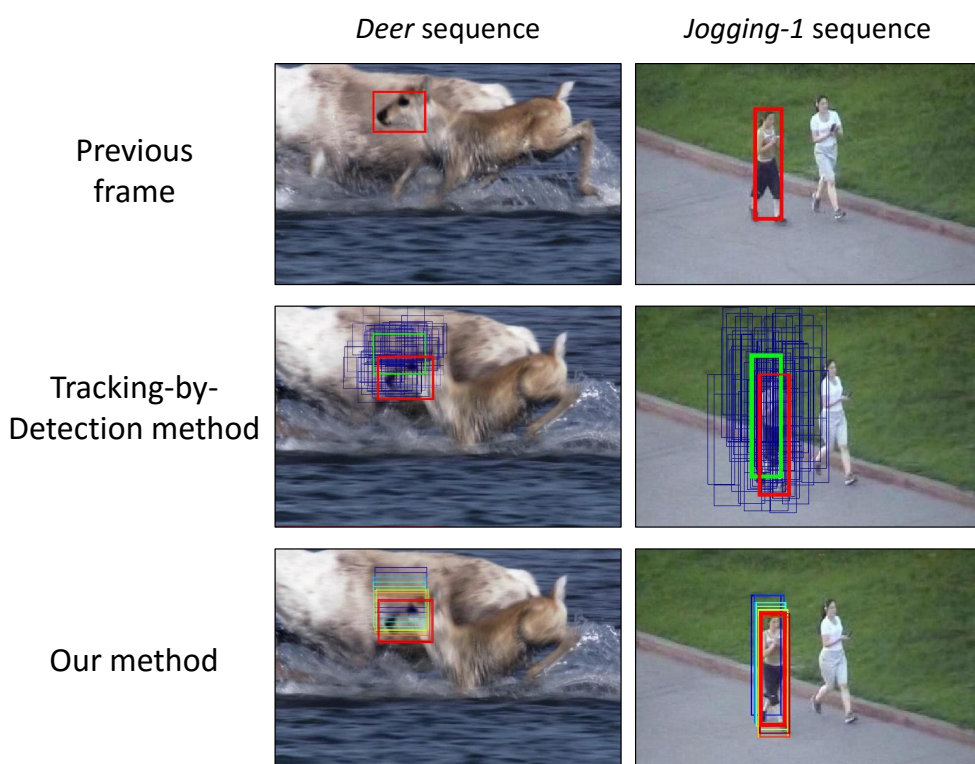 Deer sequence
Jogging-1 sequence
Previous
frame
Tracking-by-
Detection method
Our method